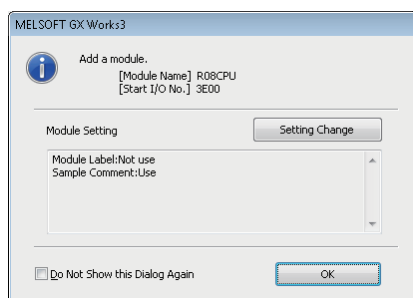 MELSOFT GX Works3
Add a module.
[Module Name] R08CPU
[Start I/O No.] 3E00
Module Setting
Setting Change
Module Label:Not use
Sample Comment:Use
Do Not Show this Dialog Again
OK